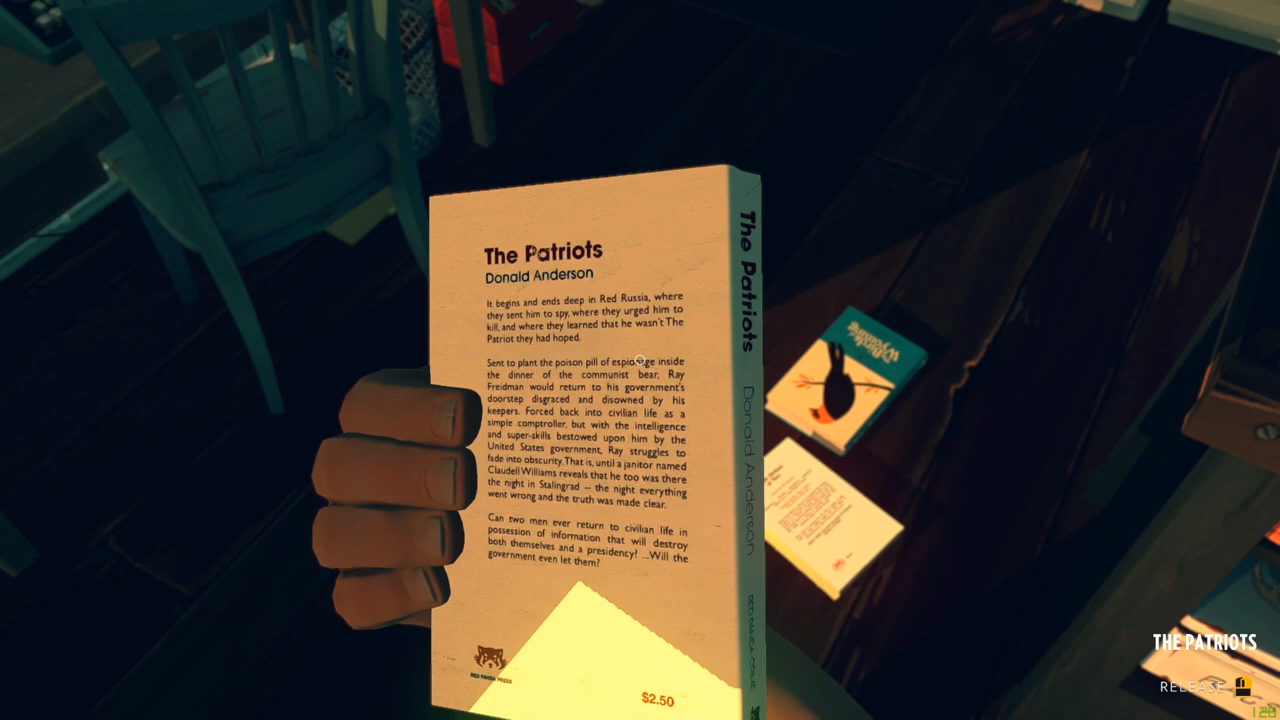 The Patriots
Donald Anderson
It begins and ends deep in Red Russia, where
they sent him to spy, where they urged him to
kill, and where they learned that he wasn't The
Patriot they had hoped.
Sent to plant the poison pill of espionage inside
the dinner of the communist bear, Ray
Freidman would return to his government's
doorstep disgraced and disowned by his
keepers. Forced back into civilian life as a
simple comptroller, but with the intelligence
and super-skills bestowed upon him by the
United States government, Ray struggles to
fade into obscurity. That is, until a janitor named
Claudell Williams reveals that he too was there
the night in Stalingrad – the night everything
went wrong and the truth was made clear.
Can two men ever return to civilian life in
possession of information that will destroy
both themselves and a presidency? ...Will the
government even let them?
RED PANDA PRESS
$2.50
The Patriots
Donald Anderson
Birds
Wyoming
THE PATRIOTS
RELEASE
120